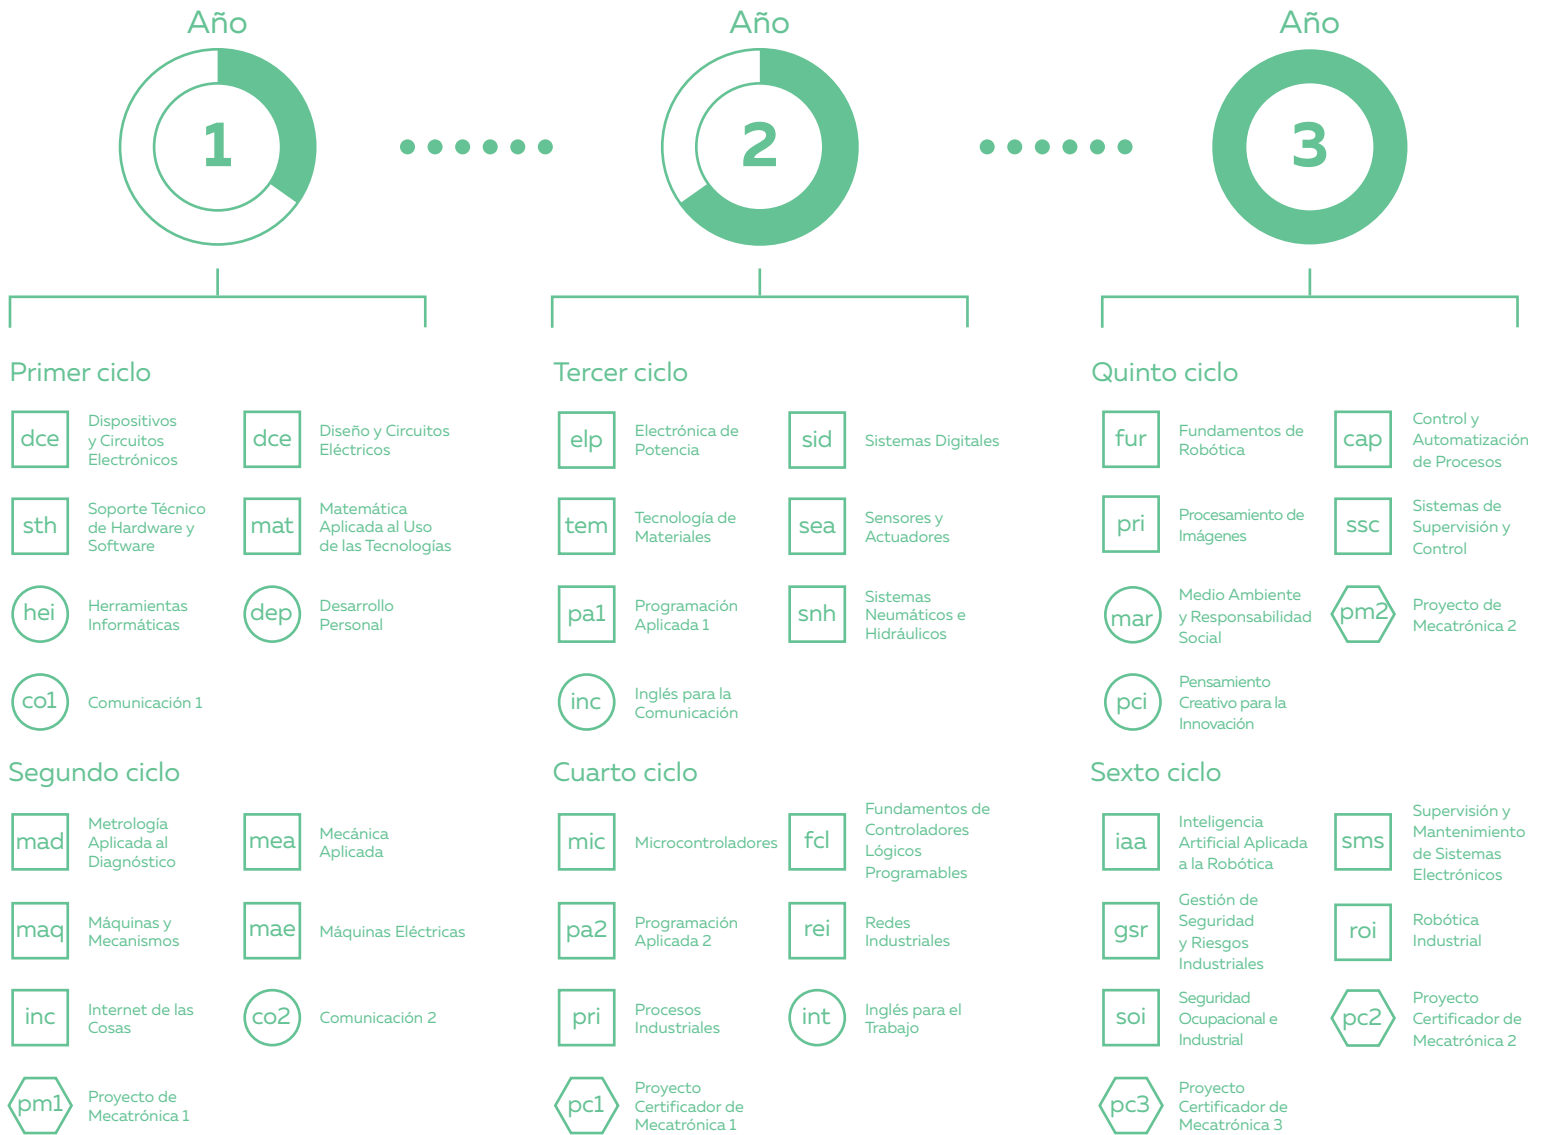 Año
1
Año
2
Año
3
Primer ciclo
dce
Dispositivos
y Circuitos
Electrónicos
dce
Diseño y Circuitos
Eléctricos
sth
Soporte Técnico
de Hardware y
Software
mat
Matemática
Aplicada al Uso
de las Tecnologías
hei
Herramientas
Informáticas
dep
Desarrollo
Personal
co1
Comunicación 1
Segundo ciclo
mad
Metrología
Aplicada al
Diagnóstico
mea
Mecánica
Aplicada
maq
Máquinas y
Mecanismos
mae
Máquinas Eléctricas
inc
Internet de las
Cosas
co2
Comunicación 2
pm1
Proyecto de
Mecatrónica 1
Tercer ciclo
elp
Electrónica de
Potencia
sid
Sistemas Digitales
tem
Tecnología de
Materiales
sea
Sensores y
Actuadores
pa1
Programación
Aplicada 1
snh
Sistemas
Neumáticos e
Hidráulicos
inc
Inglés para la
Comunicación
Cuarto ciclo
mic
Microcontroladores
fcl
Fundamentos de
Controladores
Lógicos
Programables
pa2
Programación
Aplicada 2
rei
Redes
Industriales
pri
Procesos
Industriales
int
Inglés para el
Trabajo
pc1
Proyecto
Certificador de
Mecatrónica 1
Quinto ciclo
fur
Fundamentos de
Robótica
cap
Control y
Automatización
de Procesos
pri
Procesamiento de
Imágenes
ssc
Sistemas de
Supervisión y
Control
mar
Medio Ambiente
y Responsabilidad
Social
pm2
Proyecto de
Mecatrónica 2
pci
Pensamiento
Creativo para la
Innovación
Sexto ciclo
iaa
Inteligencia
Artificial Aplicada
a la Robótica
sms
Supervisión y
Mantenimiento
de Sistemas
Electrónicos
gsr
Gestión de
Seguridad
y Riesgos
Industriales
roi
Robótica
Industrial
soi
Seguridad
Ocupacional e
Industrial
pc2
Proyecto
Certificador de
Mecatrónica 2
pc3
Proyecto
Certificador de
Mecatrónica 3